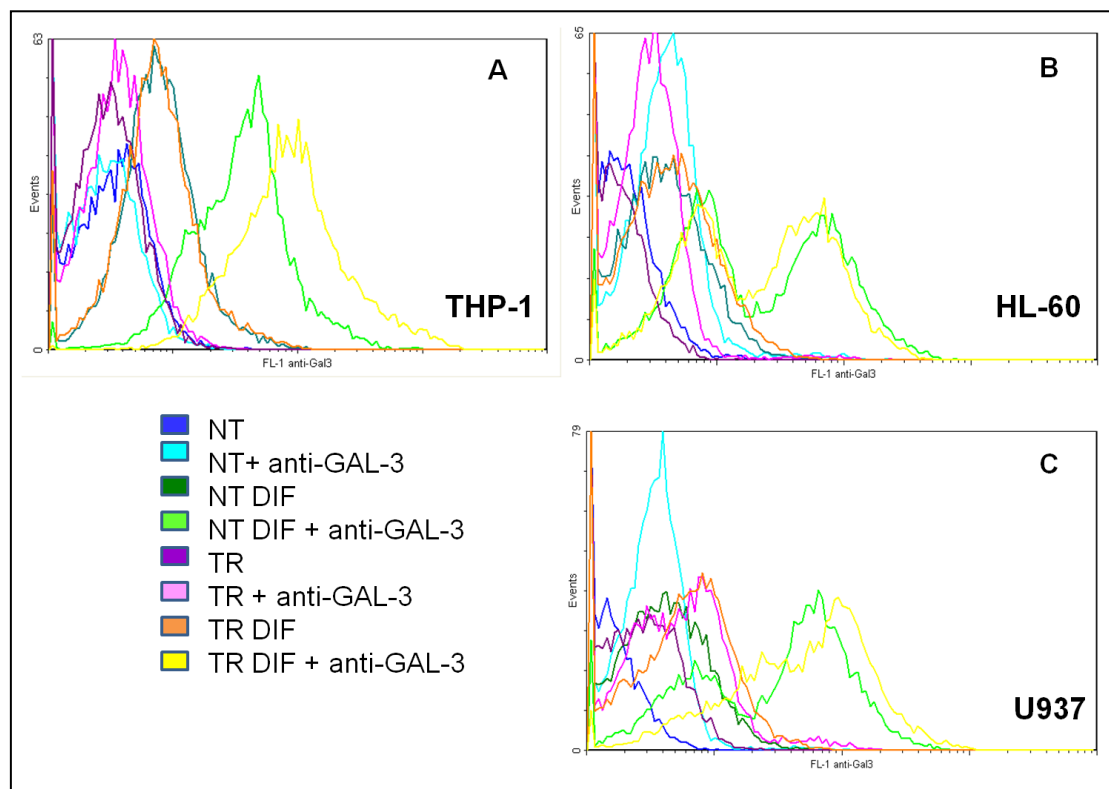 63
A
Events
THP-1
0
FL-1 anti-Gal3
65
B
Events
HL-60
0
FL-1 anti-Gal3
NT
NT+ anti-GAL-3
NT DIF
NT DIF + anti-GAL-3
TR
TR + anti-GAL-3
TR DIF
TR DIF + anti-GAL-3
79
C
Events
U937
0
FL-1 anti-Gal3